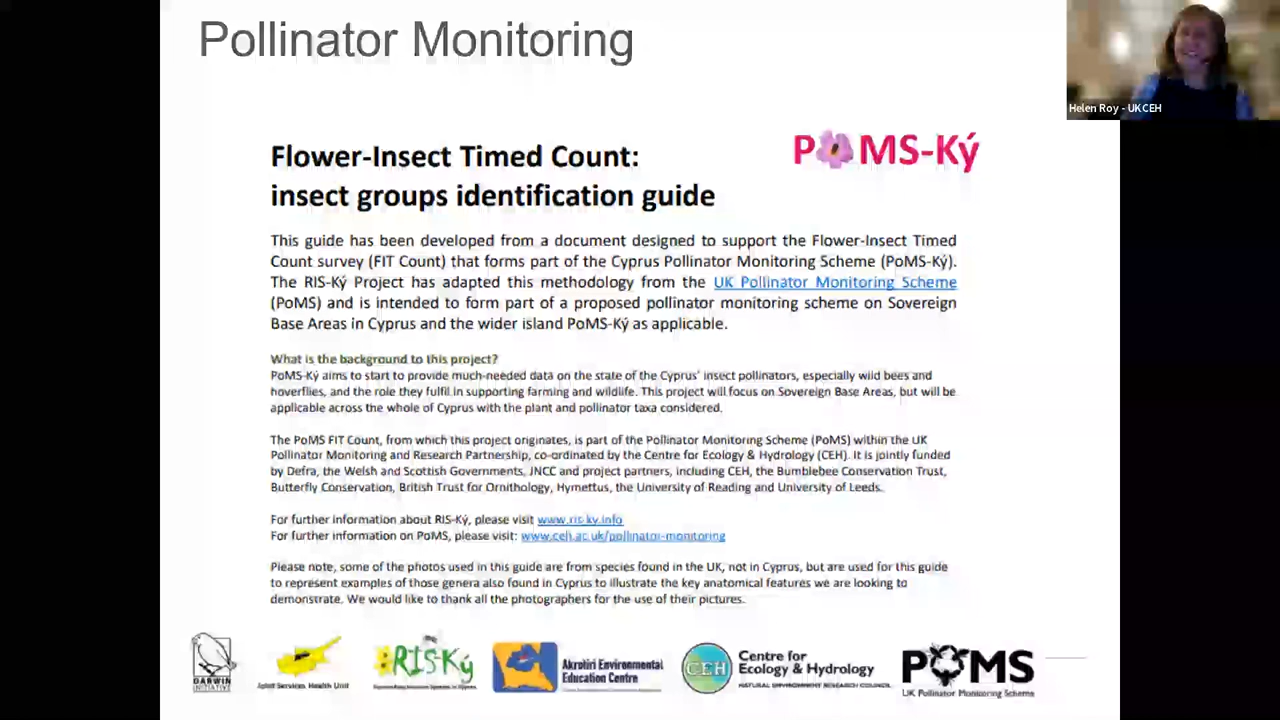 Pollinator Monitoring
Helen Roy - UKCEH
POMS-Ký
Flower-Insect Timed Count:
insect groups identification guide
This guide has been developed from a document designed to support the Flower-Insect Timed
Count survey (FIT Count) that forms part of the Cyprus Pollinator Monitoring Scheme (PoMS-Ký).
The RIS-Ký Project has adapted this methodology from the UK Pollinator Monitoring Scheme
(PoMS) and is intended to form part of a proposed pollinator monitoring scheme on Sovereign
Base Areas in Cyprus and the wider island PoMS-Ký as applicable.
What is the background to this project?
PoMS-Ký aims to start to provide much-needed data on the state of the Cyprus' insect pollinators, especially wild bees and
hoverflies, and the role they fulfil in supporting farming and wildlife. This project will focus on Sovereign Base Areas, but will be
applicable across the whole of Cyprus with the plant and pollinator taxa considered.
The PoMS FIT Count, from which this project originates, is part of the Pollinator Monitoring Scheme (PoMS) within the UK
Pollinator Monitoring and Research Partnership, co-ordinated by the Centre for Ecology & Hydrology (CEH). It is jointly funded
by Defra, the Welsh and Scottish Governments, JNCC and project partners, including CEH, the Bumblebee Conservation Trust,
Butterfly Conservation, British Trust for Ornithology, Hymettus, the University of Reading and University of Leeds.
For further information about RIS-Ký, please visit www.ris-ky.info
For further information on PoMS, please visit: www.ceh.ac.uk/pollinator-monitoring
Please note, some of the photos used in this guide are from species found in the UK, not in Cyprus, but are used for this guide
to represent examples of those genera also found in Cyprus to illustrate the key anatomical features we are looking to
demonstrate. We would like to thank all the photographers for the use of their pictures.
DARWIN
INITIATIVE
Joint Services Health Unit
RIS-Ký
Akrotiri Environmental
Education Centre
CEH
Centre for
Ecology & Hydrology
NATURAL ENVIRONMENT RESEARCH COUNCIL
POMS
UK Pollinator Monitoring Scheme